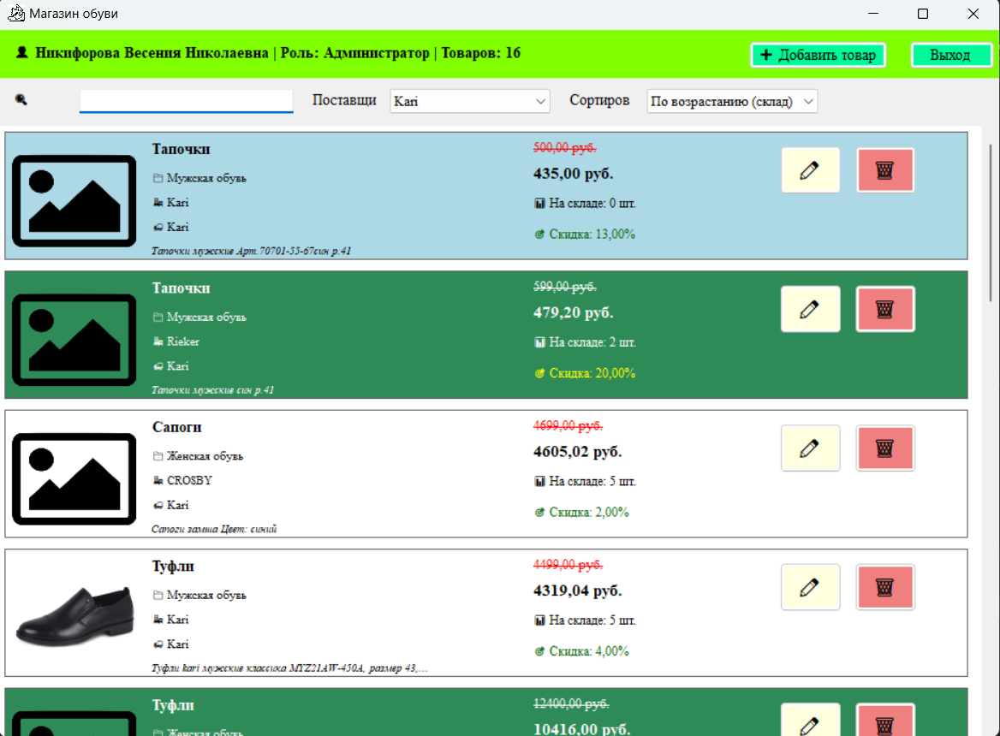 Магазин обуви
Никифорова Весения Николаевна | Роль: Администратор | Товаров: 16
Добавить товар
Выход
Поставщи
Kari
Сортиров
По возрастанию (склад)
Тапочки
500,00 руб.
Мужская обувь
435,00 руб.
Kari
На складе: 0 шт.
Kari
Скидка: 13,00%
Тапочки мужские Арт.70701-55-67син р.41
Тапочки
599,00 руб.
Мужская обувь
479,20 руб.
Rieker
На складе: 2 шт.
Kari
Скидка: 20,00%
Тапочки мужские син р.41
Сапоги
4699,00 руб.
Женская обувь
4605,02 руб.
CROSBY
На складе: 5 шт.
Kari
Скидка: 2,00%
Сапоги замша Цвет: синий
Туфли
4499,00 руб.
Мужская обувь
4319,04 руб.
Kari
На складе: 5 шт.
Kari
Скидка: 4,00%
Туфли kari мужские классика MYZ21AW-450A, размер 43,...
Туфли
12400,00 руб.
Женская обувь
10416,00 руб.